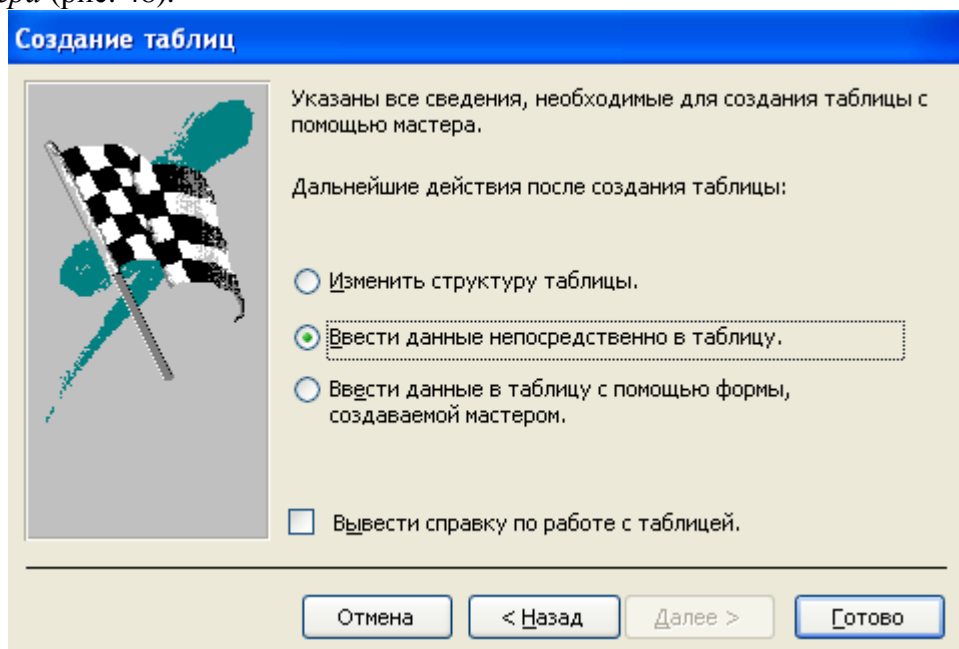 (рис. 48).
Создание таблиц
Указаны все сведения, необходимые для создания таблицы с
помощью мастера.
Дальнейшие действия после создания таблицы:
Изменить структуру таблицы.
Ввести данные непосредственно в таблицу.
Ввести данные в таблицу с помощью формы,
создаваемой мастером.
Вывести справку по работе с таблицей.
Отмена
< Назад
Далее >
Готово